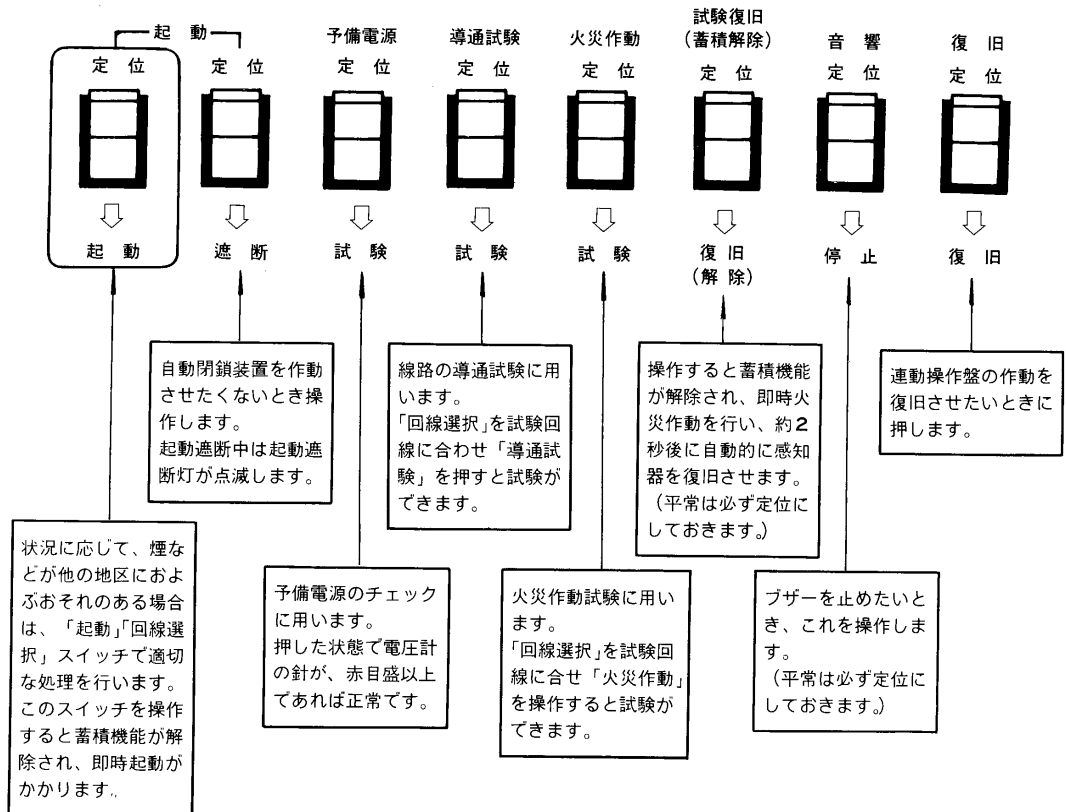 起 動
定 位
起 動
定 位
遮 断
予備電源
定 位
試 験
導通試験
定 位
試 験
火災作動
定 位
試 験
試験復旧
(蓄積解除)
定 位
復 旧
(解 除)
音 響
定 位
停 止
復 旧
定 位
復 旧
自動閉鎖装置を作動
させたくないとき操
作します。
起動遮断中は起動遮
断灯が点滅します。
線路の導通試験に用
います。
「回線選択」を試験回
線に合わせ「導通試
験」を押すと試験が
できます。
操作すると蓄積機能
が解除され、即時火
災作動を行い、約2
秒後に自動的に感知
器を復旧させます。
(平常は必ず定位に
しておきます。)
連動操作盤の作動を
復旧させたいときに
押します。
状況に応じて、煙な
どが他の地区におよ
ぶおそれのある場合
は、「起動」「回線選
択」スイッチで適切
な処理を行います。
このスイッチを操作
すると蓄積機能が解
除され、即時起動が
かかります。
予備電源のチェック
に用います。
押した状態で電圧計
の針が、赤目盛以上
であれば正常です。
火災作動試験に用い
ます。
「回線選択」を試験回
線に合せ「火災作動」
を操作すると試験が
できます。
ブザーを止めたいと
き、これを操作しま
す。
(平常は必ず定位に
しておきます。)